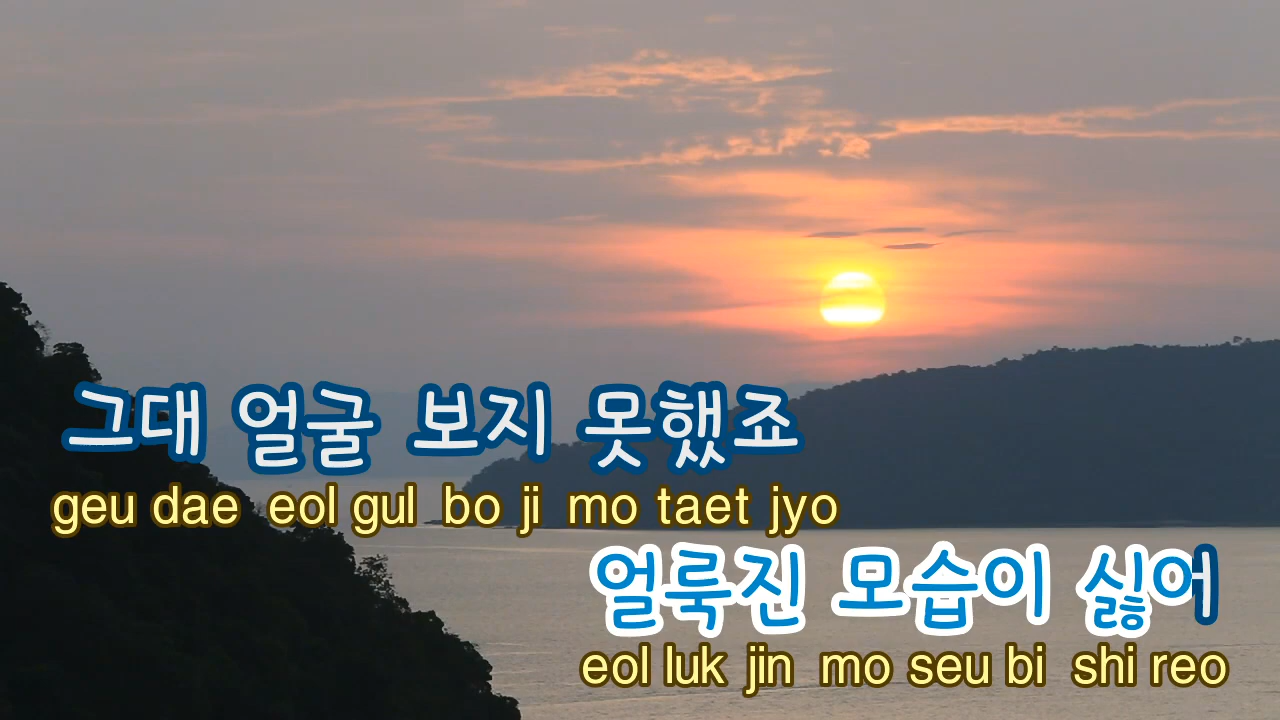 그대 얼굴 보지 못했죠
geu dae eol gul bo ji mo taet jyo
얼룩진 모습이 싫어
eol luk jin mo seu bi shi reo